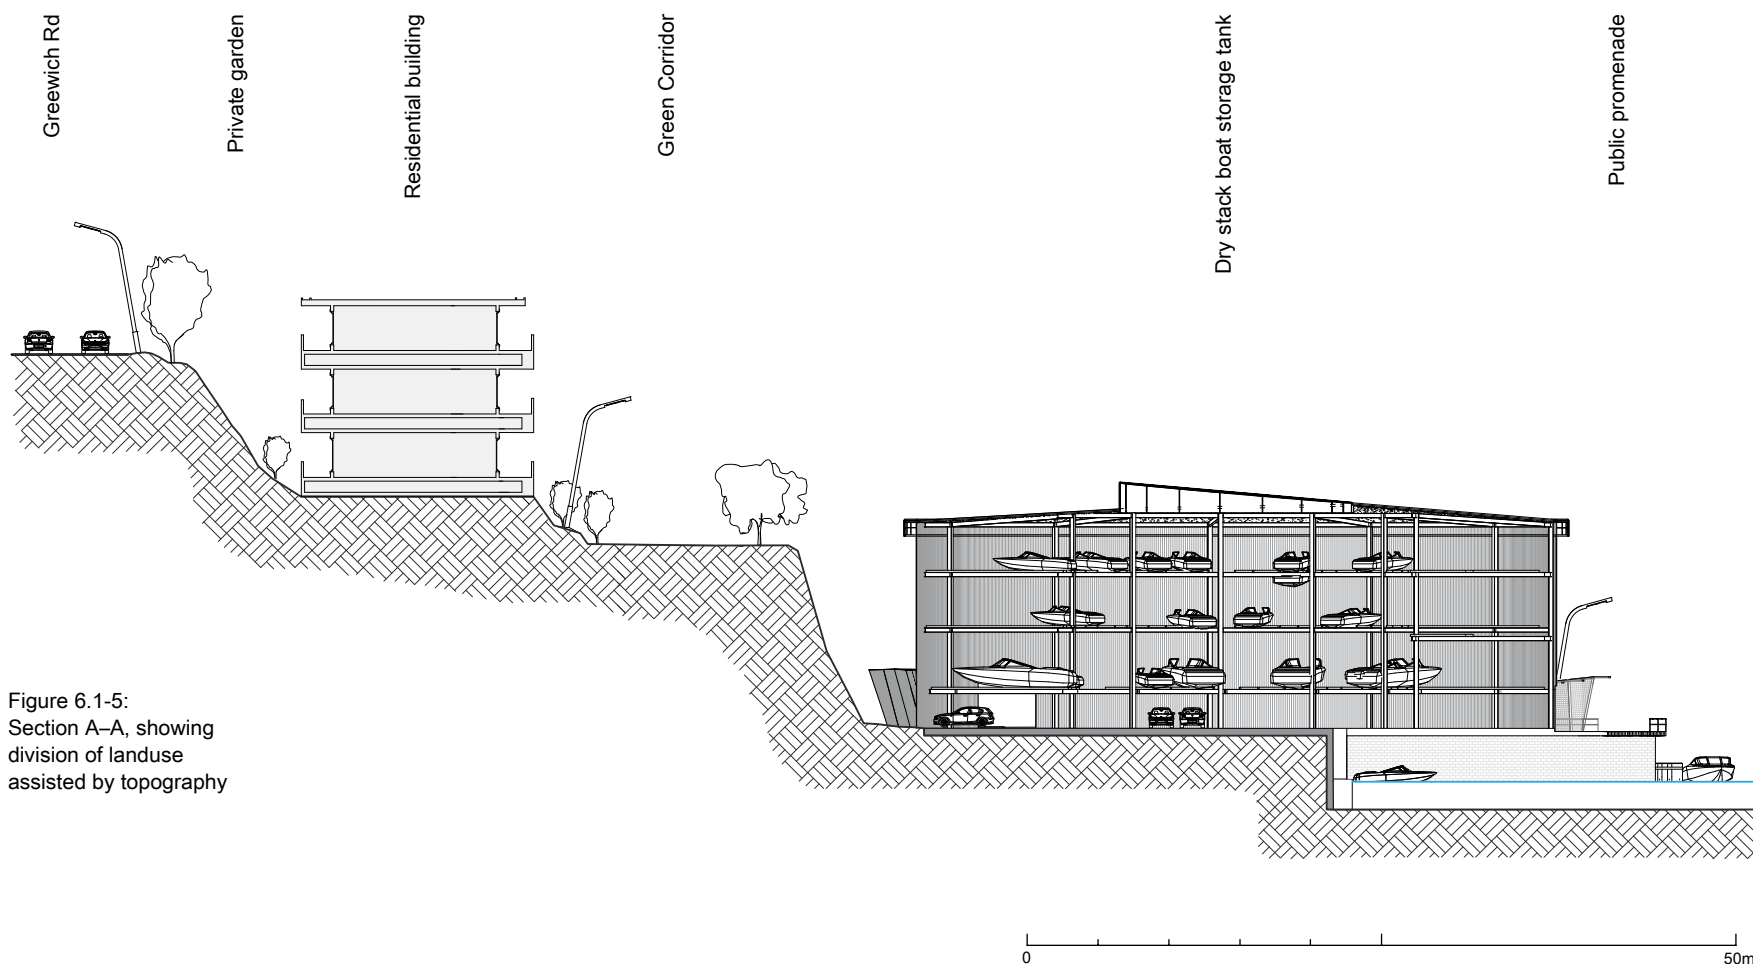 Greewich Rd
Private garden
Residential building
Green Corridor
Dry stack boat storage tank
Public promenade
Figure 6.1-5:
Section A–A, showing
division of landuse
assisted by topography
0
50m